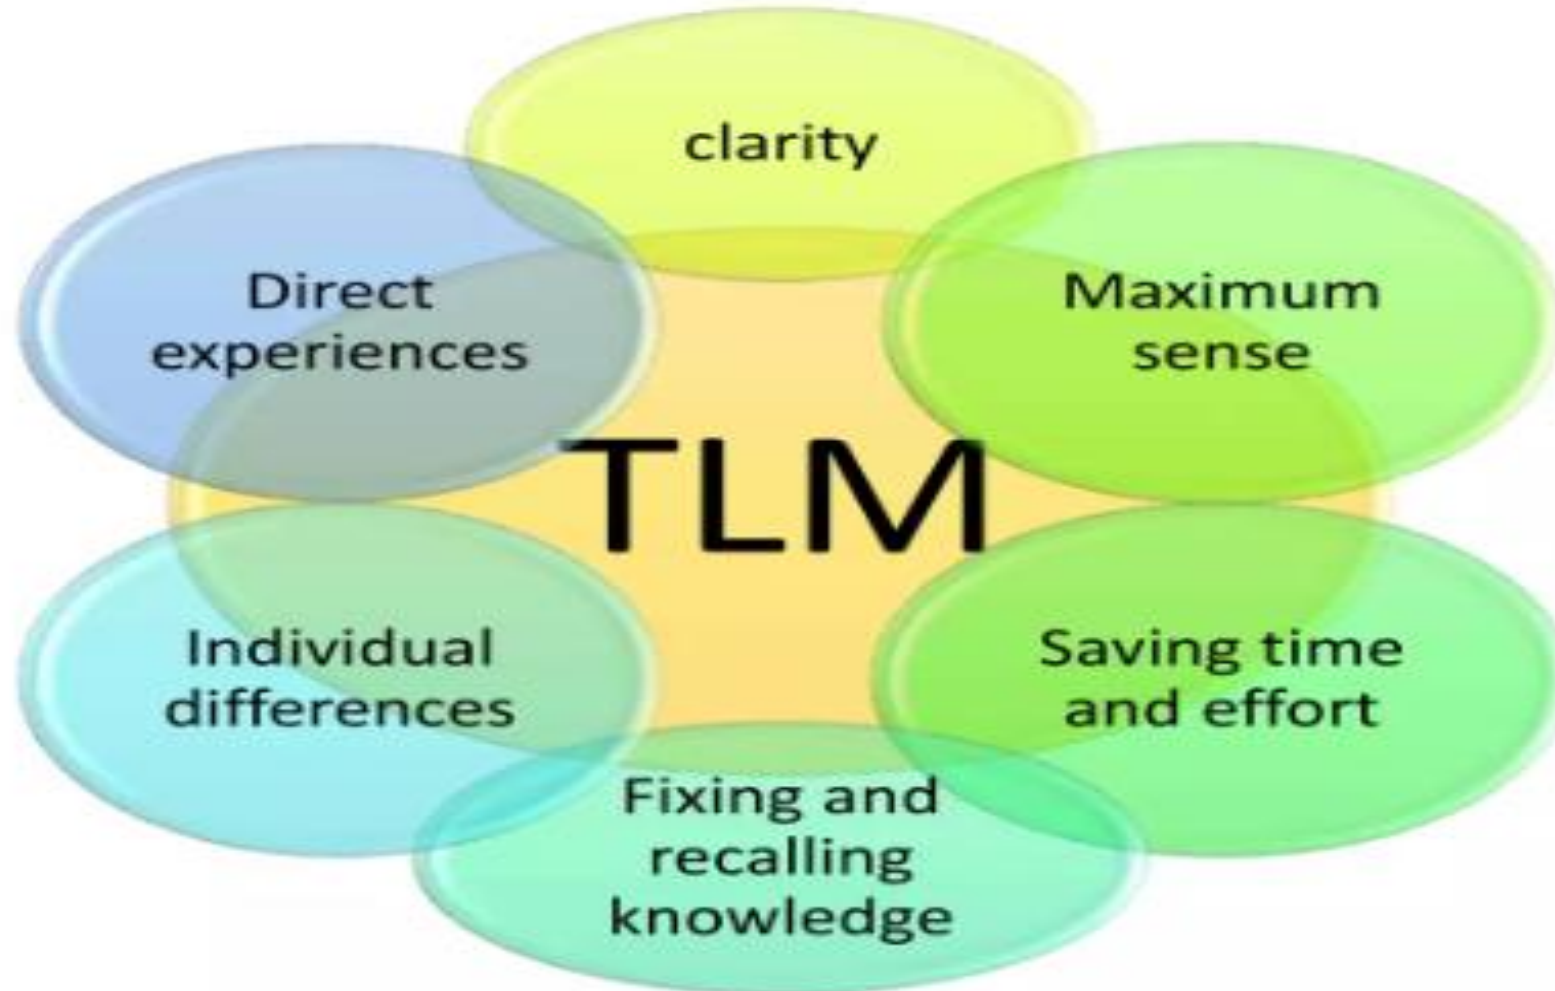 clarity
Direct
experiences
Maximum
sense
TLM
Individual
differences
Saving time
and effort
Fixing and
recalling
knowledge